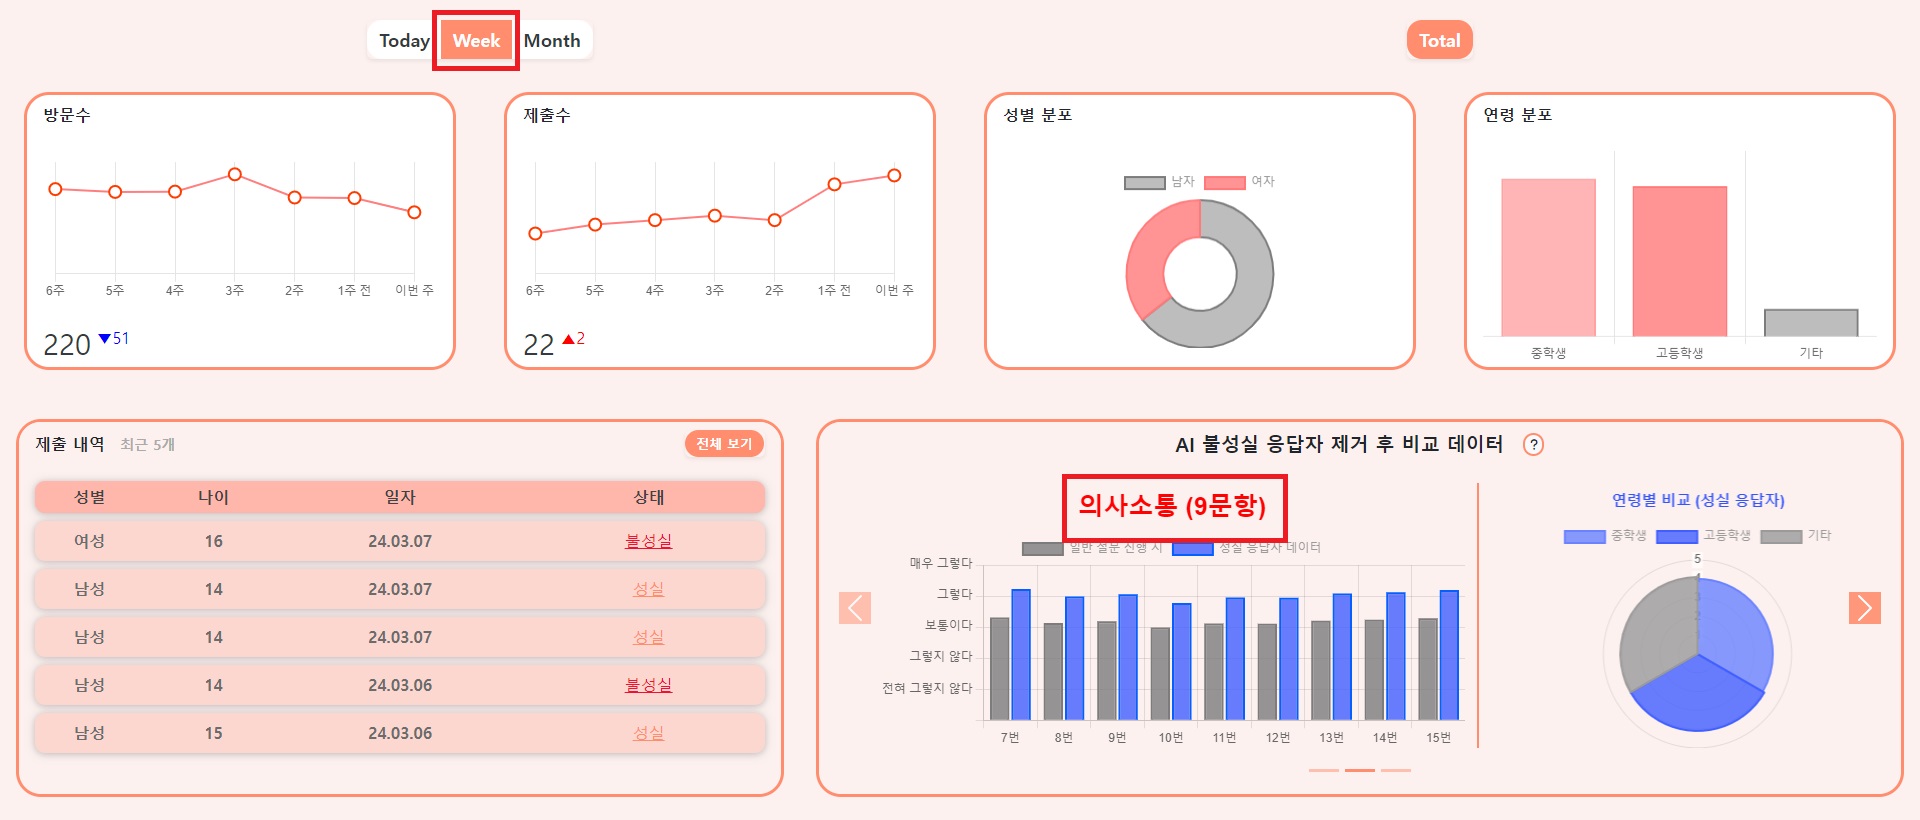 Today Week Month
Total
방문수
6주 5주 4주 3주 2주 1주 전 이번 주
220 ▼51
제출수
6주 5주 4주 3주 2주 1주 전 이번 주
22 ▲2
성별 분포
남자 여자
연령 분포
중학생 고등학생 기타
제출 내역 최근 5개 전체 보기
성별 나이 일자 상태
여성 16 24.03.07 불성실
남성 14 24.03.07 성실
남성 14 24.03.07 성실
남성 14 24.03.06 불성실
남성 15 24.03.06 성실
AI 불성실 응답자 제거 후 비교 데이터 ?
의사소통 (9문항)
일반 설문 진행 시 성실 응답자 데이터
매우 그렇다
그렇다
보통이다
그렇지 않다
전혀 그렇지 않다
7번 8번 9번 10번 11번 12번 13번 14번 15번
연령별 비교 (성실 응답자)
중학생 고등학생 기타
5